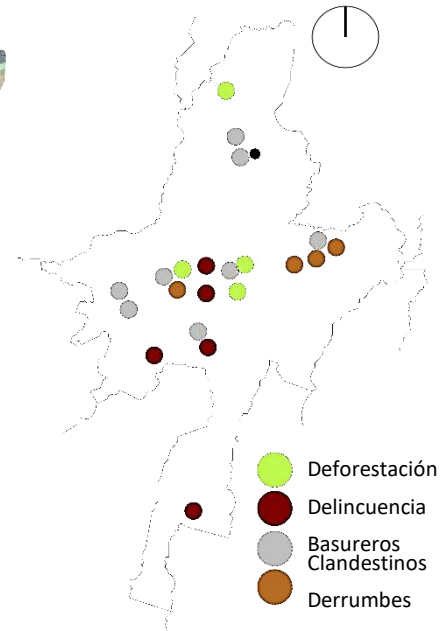 Deforestación
Delincuencia
Basureros
Clandestinos
Derrumbes